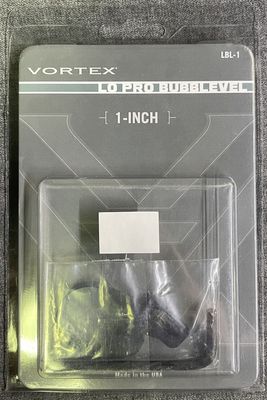 LBL-1
VORTEX®
LO PRO BUBBLEVEL
[ 1-INCH ]
Made in the USA